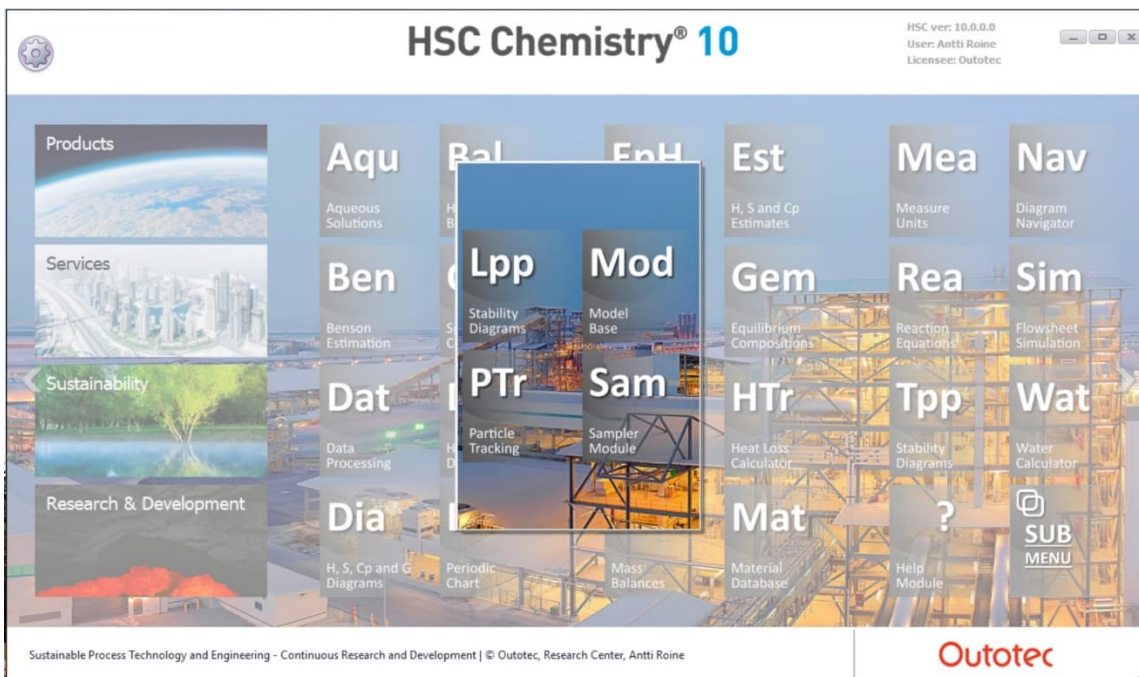 HSC Chemistry® 10
HSC ver: 10.0.0.0
User: Antti Roine
Licensee: Outotec
Products
Services
Sustainability
Research & Development
Aqu
Aqueous
Solutions
Bal
EpH
Est
H, S and Cp
Estimates
Mea
Measure
Units
Nav
Diagram
Navigator
Ben
Benson
Estimation
Lpp
Stability
Diagrams
Mod
Model
Base
Gem
Equilibrium
Compositions
Rea
Reaction
Equations
Sim
Flowsheet
Simulation
Dat
Data
Processing
PTr
Particle
Tracking
Sam
Sampler
Module
HTr
Heat Loss
Calculator
Tpp
Stability
Diagrams
Wat
Water
Calculator
Dia
H, S, Cp and G
Diagrams
Periodic
Chart
Mass
Balances
Mat
Material
Database
?
Help
Module
SUB
MENU
Sustainable Process Technology and Engineering - Continuous Research and Development | © Outotec, Research Center, Antti Roine
Outotec